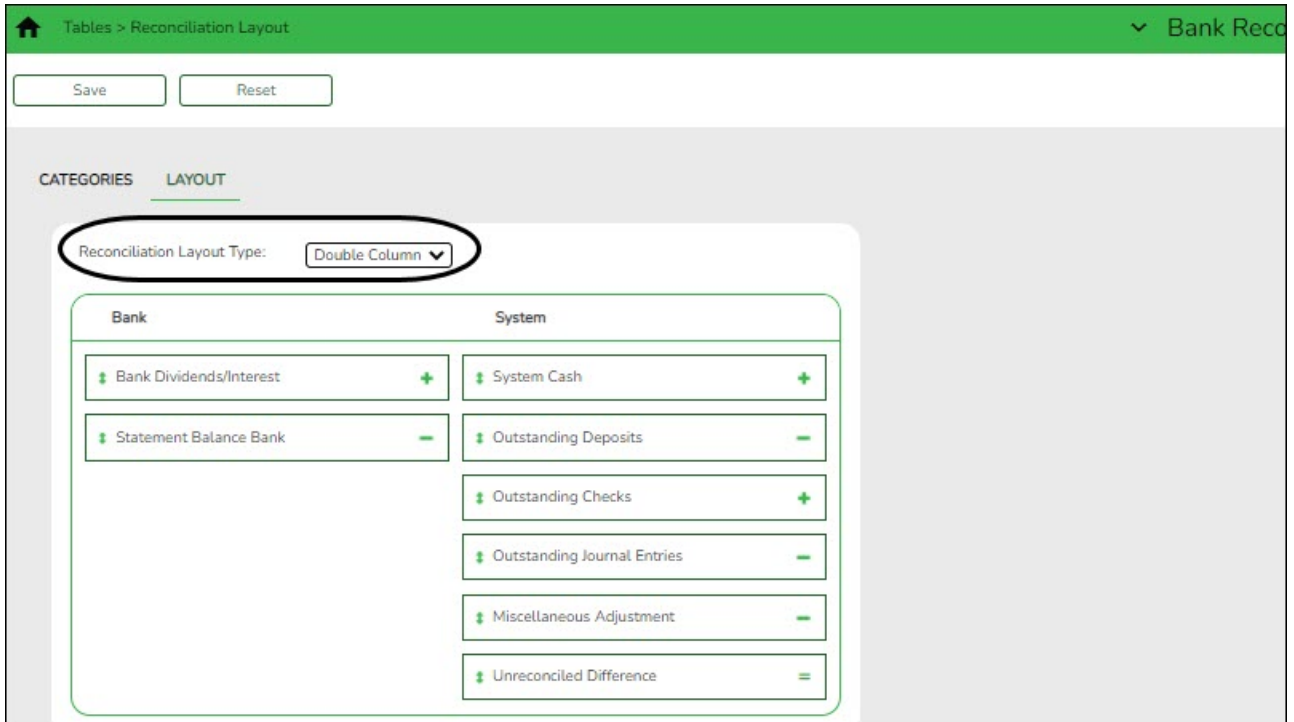 Tables > Reconciliation Layout
Bank Reco
Save Reset
CATEGORIES LAYOUT
Reconciliation Layout Type: Double Column
Bank System
Bank Dividends/Interest + System Cash +
Statement Balance Bank − Outstanding Deposits −
Outstanding Checks +
Outstanding Journal Entries −
Miscellaneous Adjustment −
Unreconciled Difference =